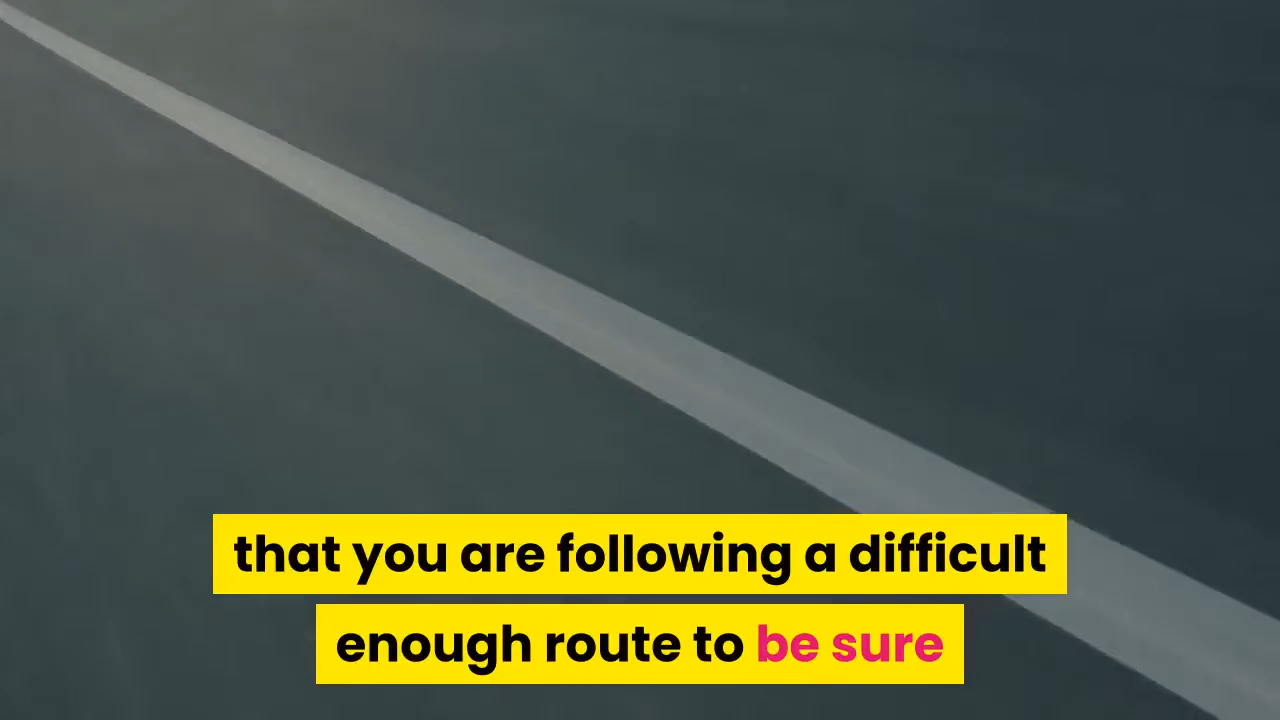 that you are following a difficult
enough route to be sure